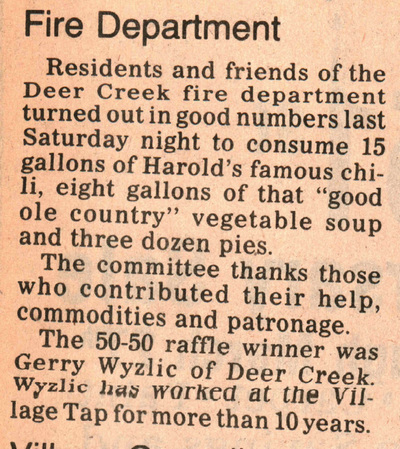 Fire Department
Residents and friends of the
Deer Creek fire department
turned out in good numbers last
Saturday night to consume 15
gallons of Harold's famous chi-
li, eight gallons of that "good
ole country" vegetable soup
and three dozen pies.
The committee thanks those
who contributed their help,
commodities and patronage.
The 50-50 raffle winner was
Gerry Wyzlic of Deer Creek.
Wyzlic has worked at the Vil-
lage Tap for more than 10 years.